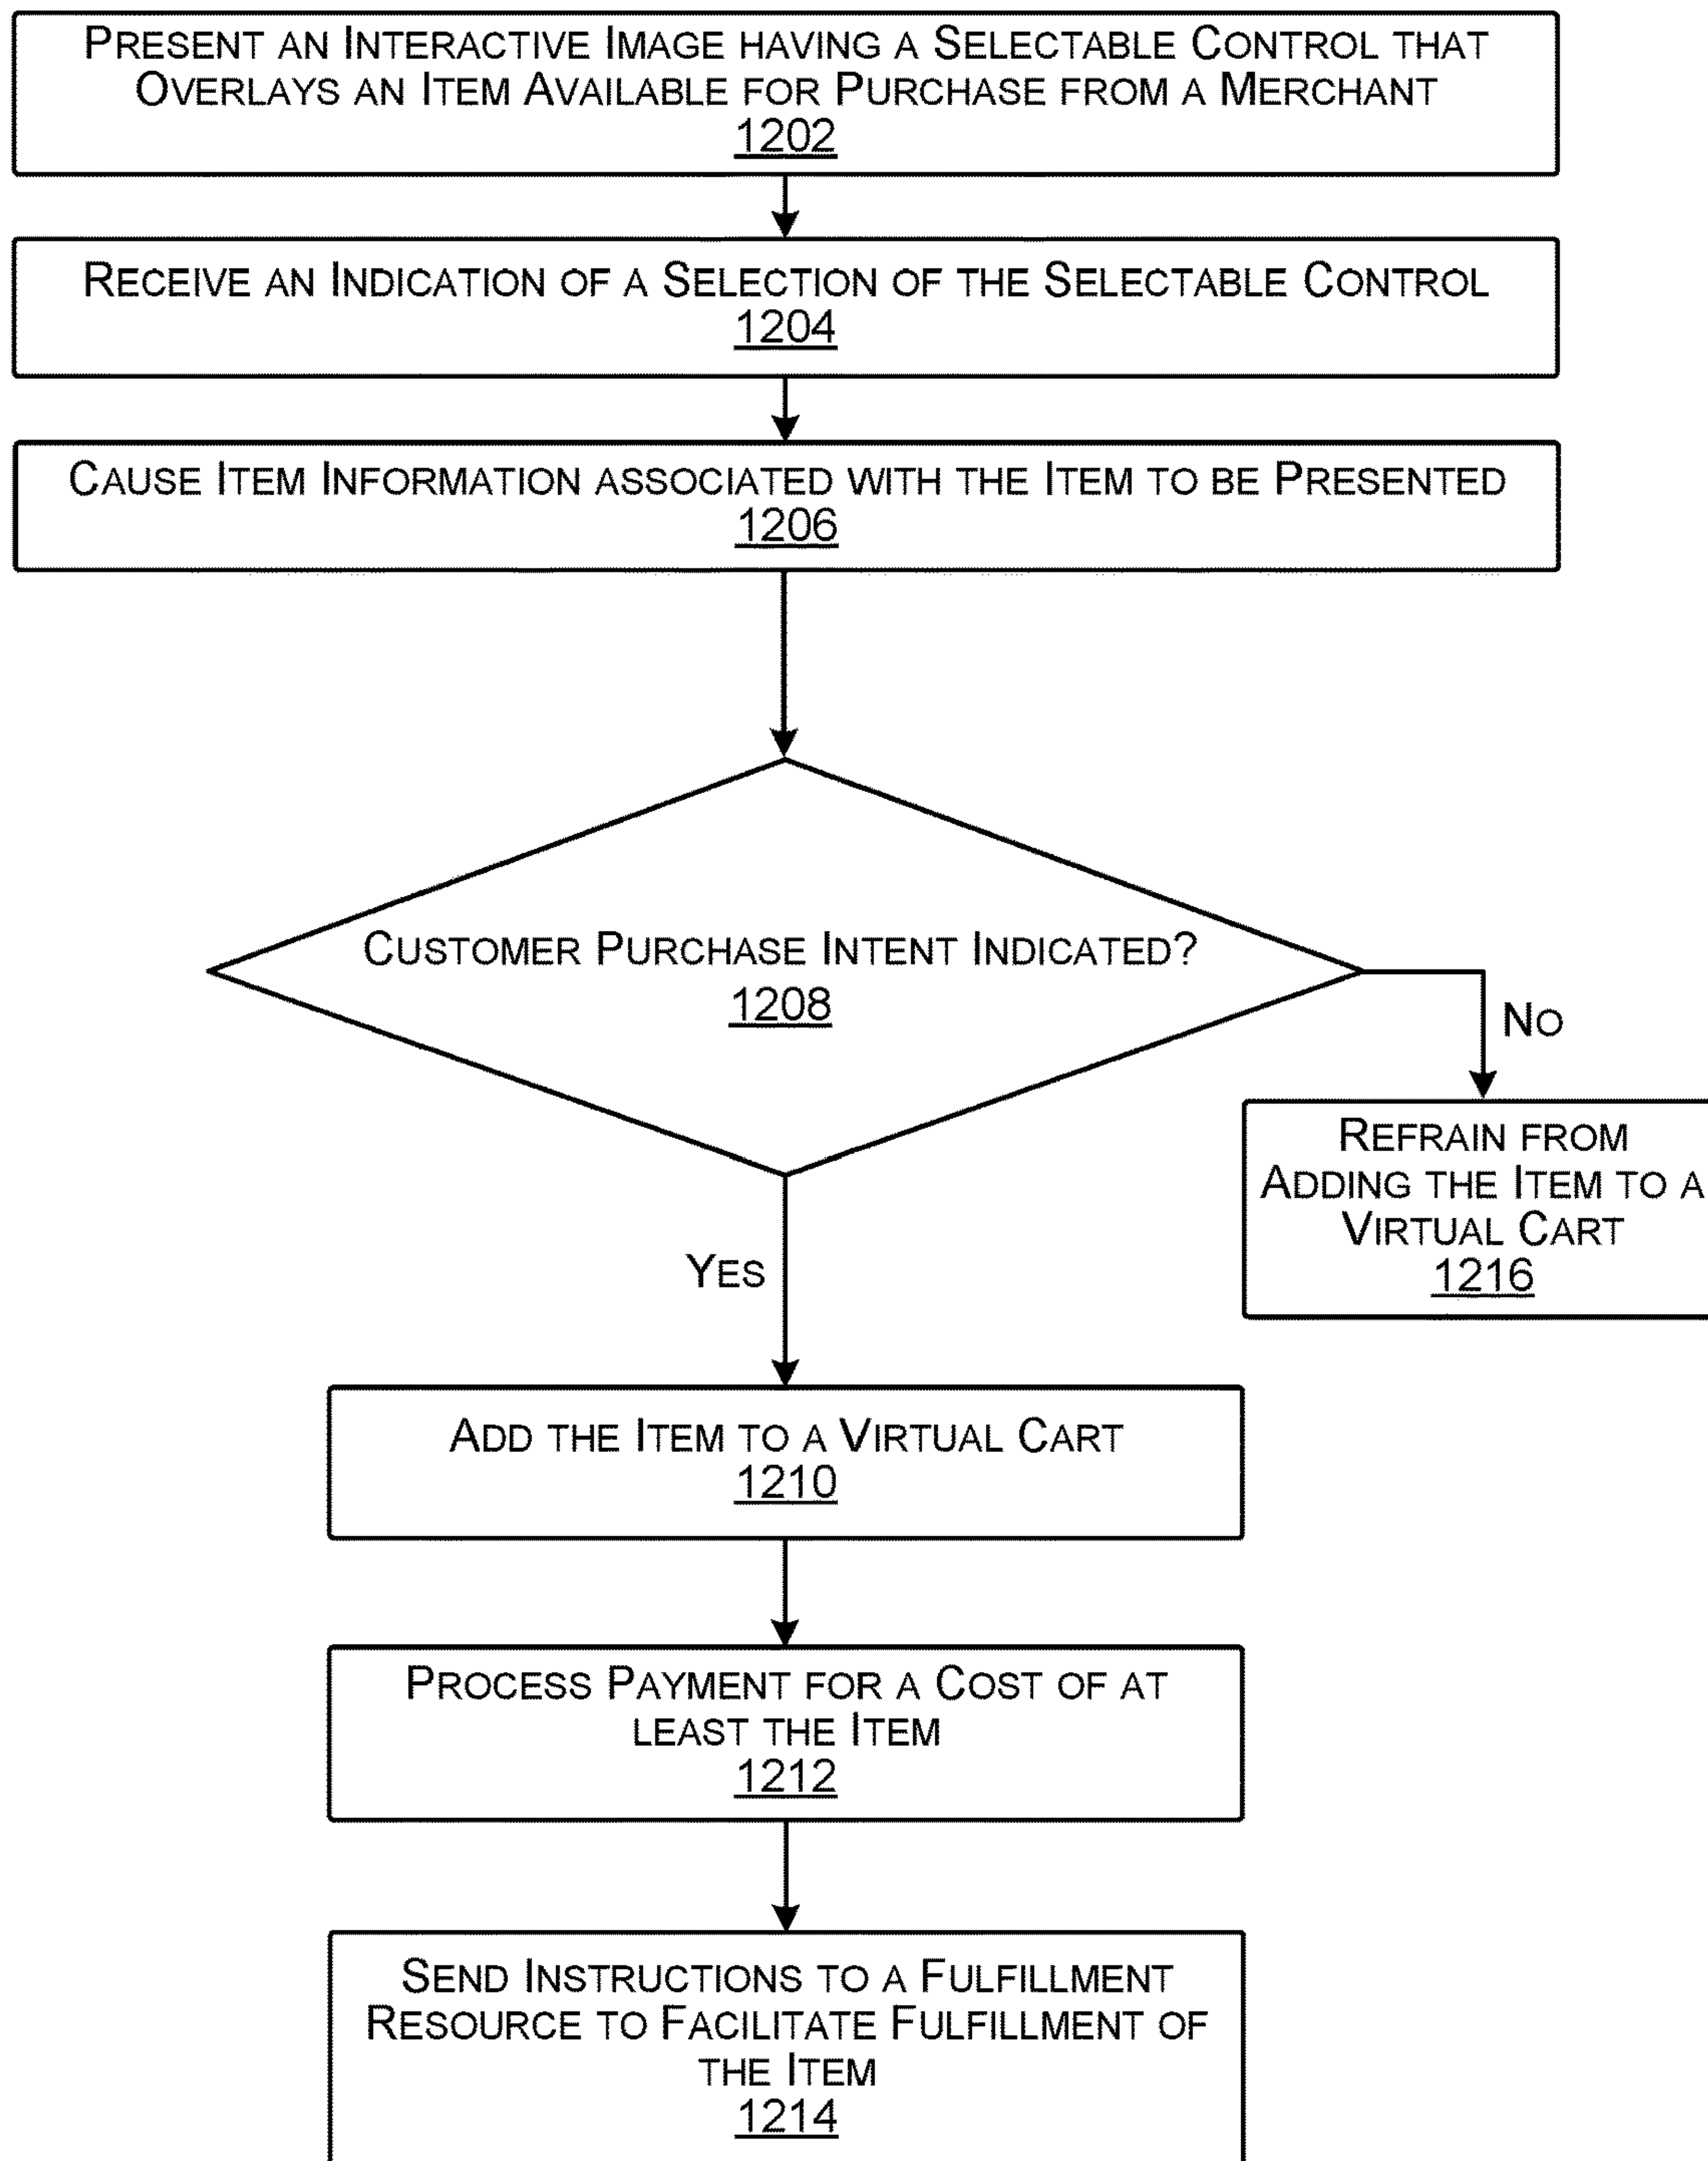 PRESENT AN INTERACTIVE IMAGE HAVING A SELECTABLE CONTROL THAT
OVERLAYS AN ITEM AVAILABLE FOR PURCHASE FROM A MERCHANT
1202
RECEIVE AN INDICATION OF A SELECTION OF THE SELECTABLE CONTROL
1204
CAUSE ITEM INFORMATION ASSOCIATED WITH THE ITEM TO BE PRESENTED
1206
CUSTOMER PURCHASE INTENT INDICATED?
1208
NO
REFRAIN FROM
ADDING THE ITEM TO A
VIRTUAL CART
1216
YES
ADD THE ITEM TO A VIRTUAL CART
1210
PROCESS PAYMENT FOR A COST OF AT
LEAST THE ITEM
1212
SEND INSTRUCTIONS TO A FULFILLMENT
RESOURCE TO FACILITATE FULFILLMENT OF
THE ITEM
1214